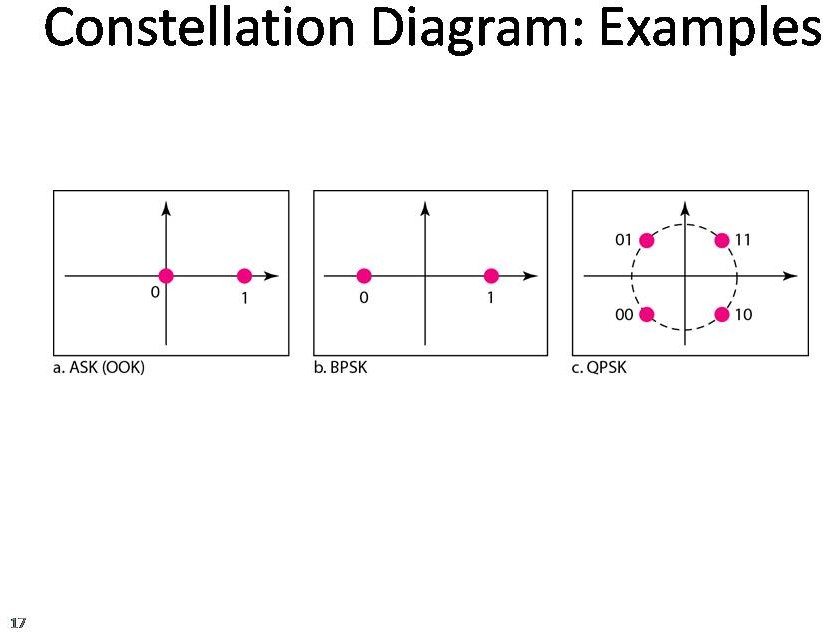 Constellation Diagram: Examples
0
1
a. ASK (OOK)
0
1
b. BPSK
01
11
00
10
c. QPSK
17